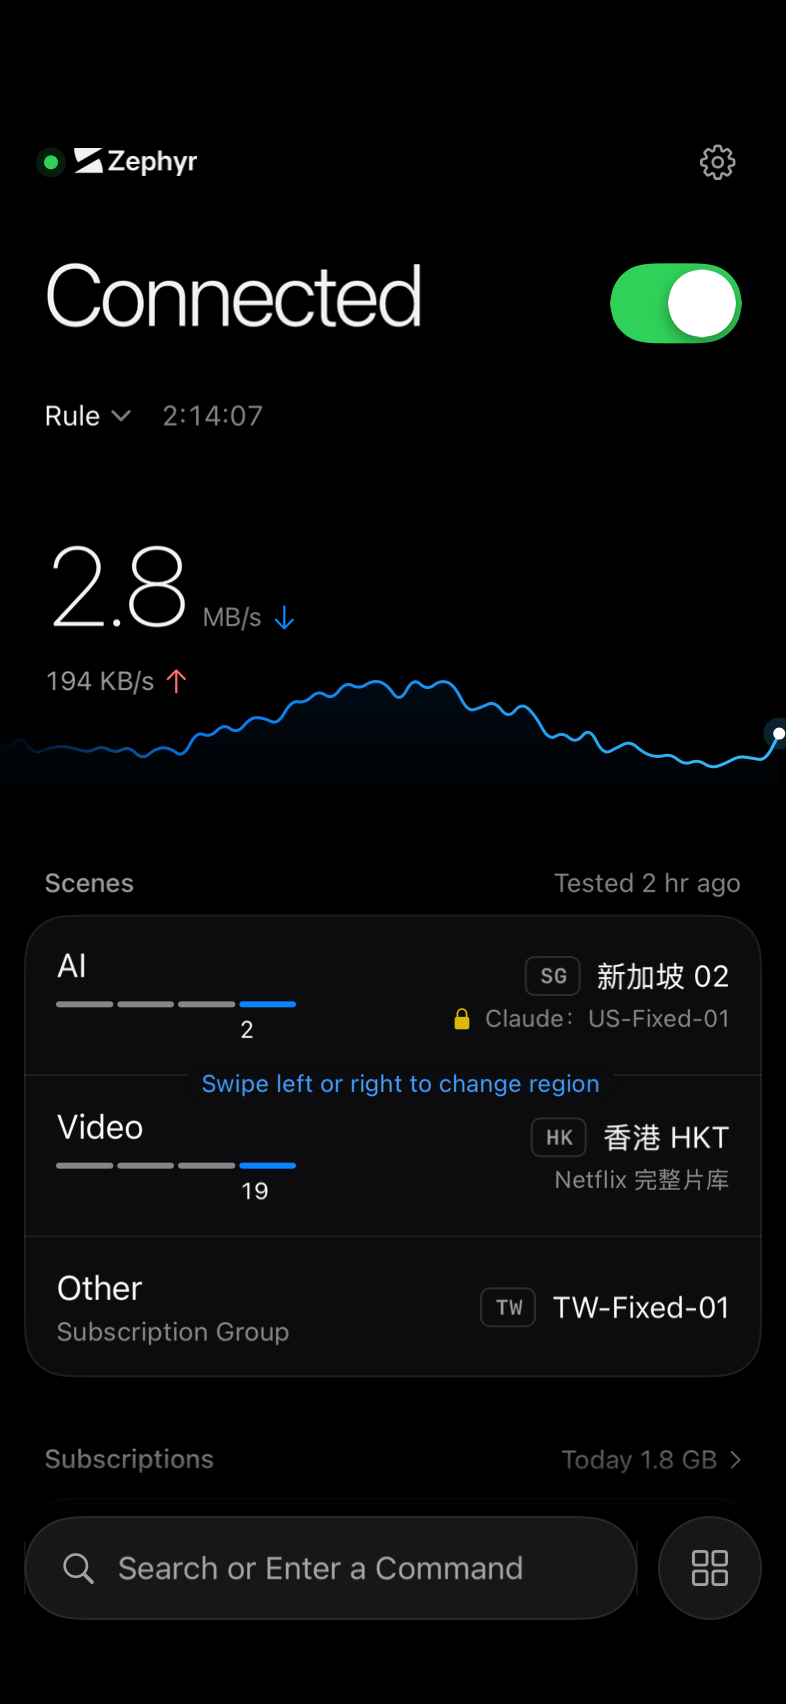 Zephyr
Connected
Rule 2:14:07
2.8 MB/s ↓
194 KB/s ↑
Scenes Tested 2 hr ago
AI SG 新加坡 02
Claude: US-Fixed-01
2
Swipe left or right to change region
Video HK 香港 HKT
Netflix 完整片库
19
Other TW TW-Fixed-01
Subscription Group
Subscriptions Today 1.8 GB
Search or Enter a Command